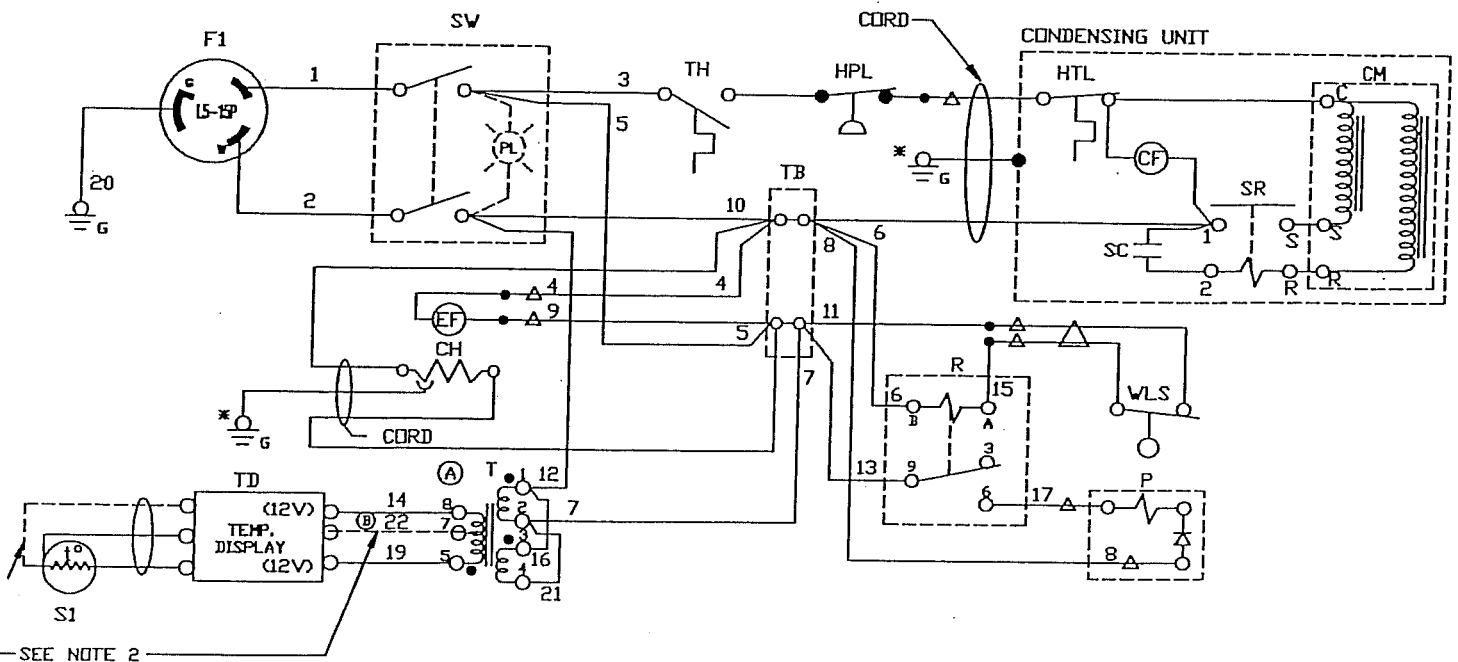 CORD
SW
F1
CONDENSING UNIT
1
3
TH
HPL
HTL
CM
G
L5-15P
W
5
PL
C
20
G
*
G
CF
TB
SR
2
10
6
8
1
S
S
SC
2
R
R
4
4
9
EF
5
11
CH
7
R
15
6
B
A
WLS
*
G
CORD
3
13
9
A
T
1
12
7
6
17
P
TD
(12V)
14
8
2
B
22
7
TEMP.
DISPLAY
3
16
t°
(12V)
19
5
4
21
8
S1
SEE NOTE 2